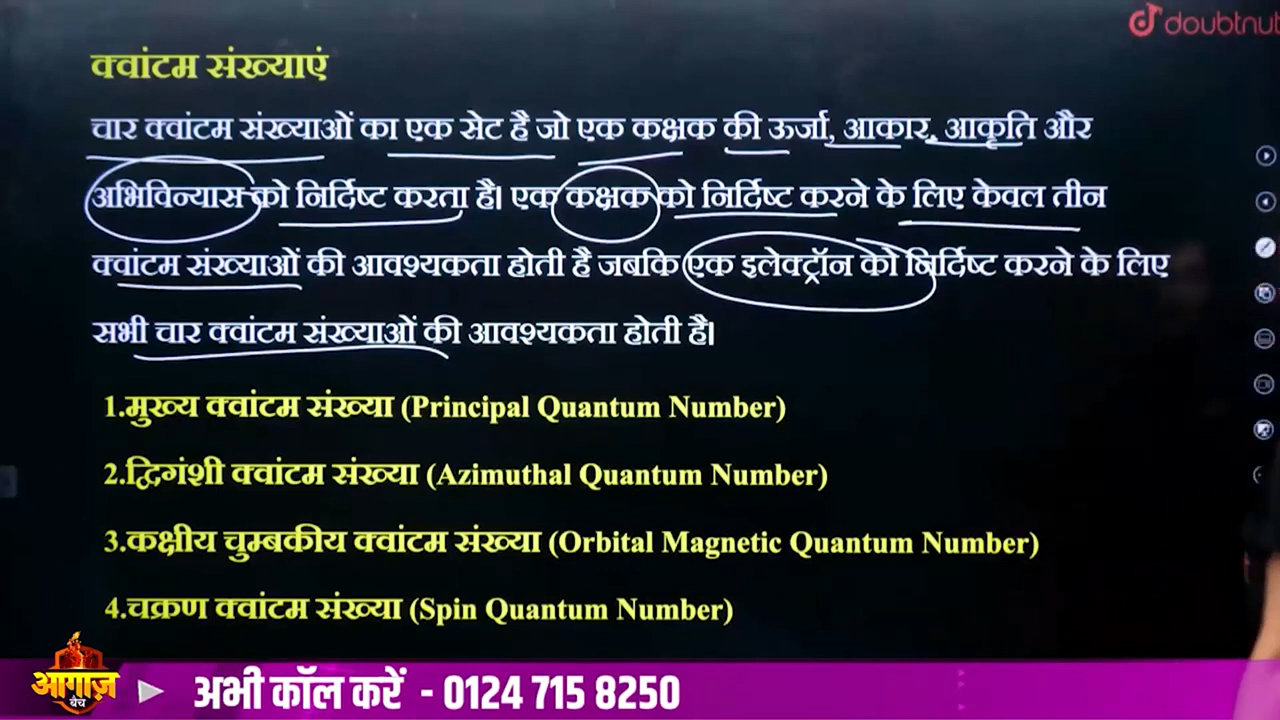 doubtnut
क्वांटम संख्याएं
चार क्वांटम संख्याओं का एक सेट है जो एक कक्षक की ऊर्जा, आकार, आकृति और
अभिविन्यास को निर्दिष्ट करता है। एक कक्षक को निर्दिष्ट करने के लिए केवल तीन
क्वांटम संख्याओं की आवश्यकता होती है जबकि एक इलेक्ट्रॉन को निर्दिष्ट करने के लिए
सभी चार क्वांटम संख्याओं की आवश्यकता होती है।
1.मुख्य क्वांटम संख्या (Principal Quantum Number)
2.द्विगंशी क्वांटम संख्या (Azimuthal Quantum Number)
3.कक्षीय चुम्बकीय क्वांटम संख्या (Orbital Magnetic Quantum Number)
4.चक्रण क्वांटम संख्या (Spin Quantum Number)
आगाज़
बैच
अभी कॉल करें - 0124 715 8250